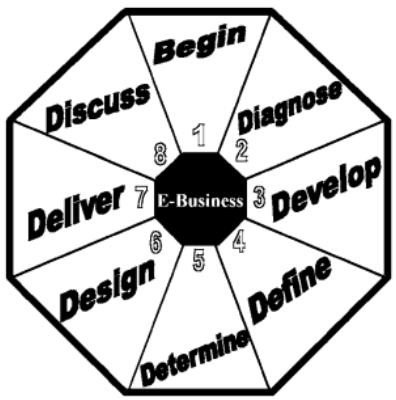 Begin
1
Diagnose
2
Develop
3
Define
4
Determine
5
Design
6
Deliver
7
Discuss
8
E-Business